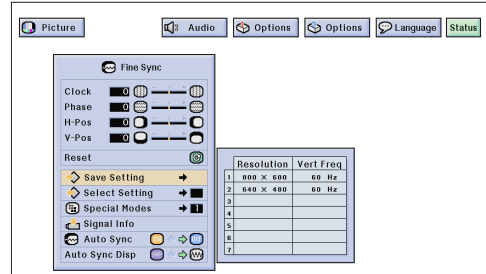 Picture
Audio
Options
Options
Language
Status
Fine Sync
Clock 0
Phase 0
H-Pos 0
V-Pos 0
Reset
Save Setting
Select Setting
Special Modes 1
Signal Info
Auto Sync
Auto Sync Disp
Resolution Vert Freq
1 800 × 600 60 Hz
2 640 × 480 60 Hz
3
4
5
6
7